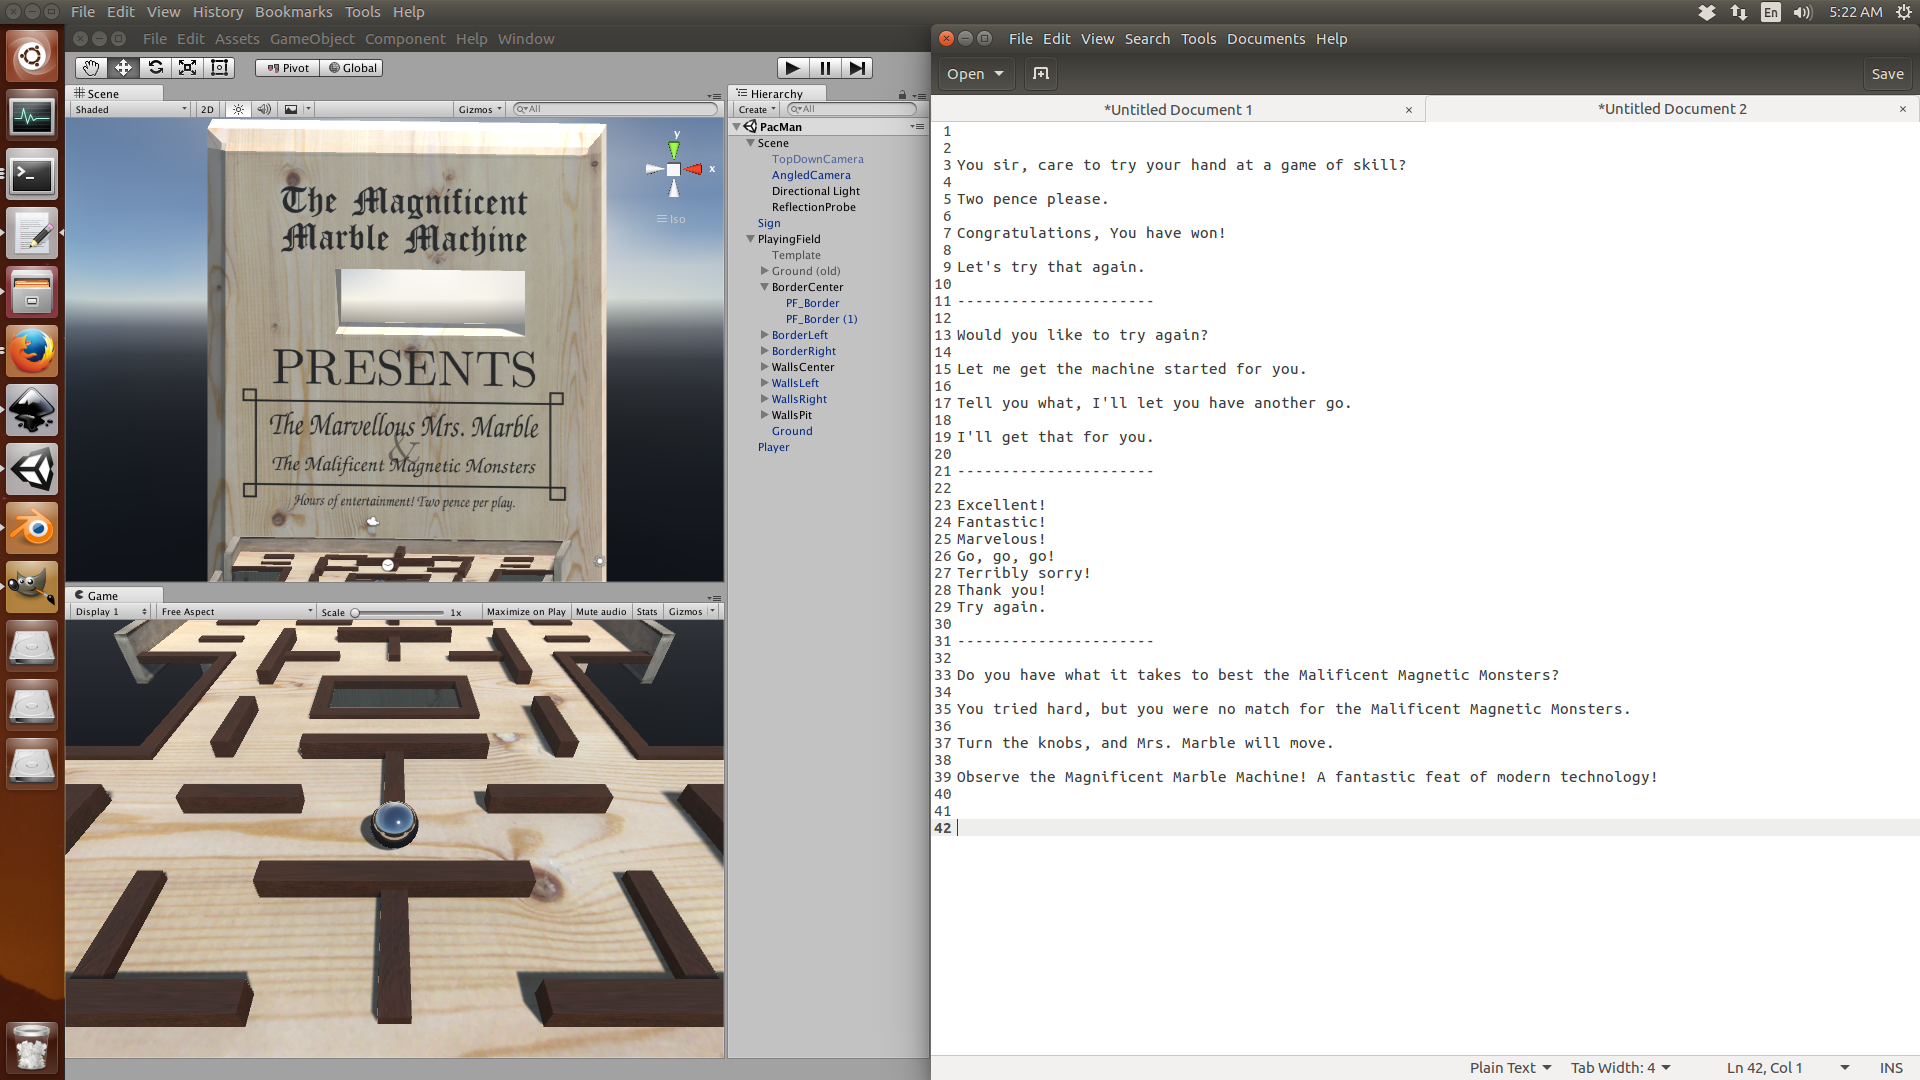 File Edit View History Bookmarks Tools Help
En
5:22 AM
File Edit Assets GameObject Component Help Window
Pivot
Global
Scene
Shaded
2D
Gizmos
All
y
x
Iso
The Magnificent
Marble Machine
PRESENTS
The Marvellous Mrs. Marble
&
The Malificent Magnetic Monsters
Hours of entertainment! Two pence per play.
Game
Display 1
Free Aspect
Scale
1x
Maximize on Play
Mute audio
Stats
Gizmos
Hierarchy
Create
All
PacMan
Scene
TopDownCamera
AngledCamera
Directional Light
ReflectionProbe
Sign
PlayingField
Template
Ground (old)
BorderCenter
PF_Border
PF_Border (1)
BorderLeft
BorderRight
WallsCenter
WallsLeft
WallsRight
WallsPit
Ground
Player
File Edit View Search Tools Documents Help
Open
Save
*Untitled Document 1
*Untitled Document 2
1
2
3 You sir, care to try your hand at a game of skill?
4
5 Two pence please.
6
7 Congratulations, You have won!
8
9 Let's try that again.
10
11 ----------------------
12
13 Would you like to try again?
14
15 Let me get the machine started for you.
16
17 Tell you what, I'll let you have another go.
18
19 I'll get that for you.
20
21 ----------------------
22
23 Excellent!
24 Fantastic!
25 Marvelous!
26 Go, go, go!
27 Terribly sorry!
28 Thank you!
29 Try again.
30
31 ----------------------
32
33 Do you have what it takes to best the Malificent Magnetic Monsters?
34
35 You tried hard, but you were no match for the Malificent Magnetic Monsters.
36
37 Turn the knobs, and Mrs. Marble will move.
38
39 Observe the Magnificent Marble Machine! A fantastic feat of modern technology!
40
41
42
Plain Text
Tab Width: 4
Ln 42, Col 1
INS